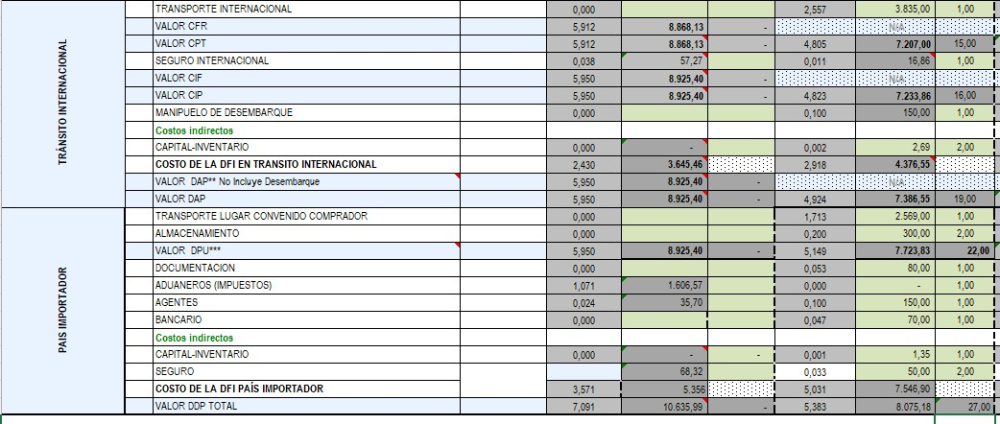 TRANSPORTE INTERNACIONAL 0,000 2,557 3.835,00 1,00
VALOR CFR 5,912 8.868,13 - N/A
VALOR CPT 5,912 8.868,13 - 4,805 7.207,00 15,00
SEGURO INTERNACIONAL 0,038 57,27 0,011 16,86 1,00
VALOR CIF 5,950 8.925,40 - N/A
VALOR CIP 5,950 8.925,40 - 4,823 7.233,86 16,00
MANIPUELO DE DESEMBARQUE 0,000 0,100 150,00 1,00
Costos indirectos
CAPITAL-INVENTARIO 0,000 - 0,002 2,69 2,00
COSTO DE LA DFI EN TRANSITO INTERNACIONAL 2,430 3.645,46 2,918 4.376,55
VALOR DAP** No Incluye Desembarque 5,950 8.925,40 - N/A
VALOR DAP 5,950 8.925,40 - 4,924 7.386,55 19,00
TRÁNSITO INTERNACIONAL
TRANSPORTE LUGAR CONVENIDO COMPRADOR 0,000 1,713 2.569,00 1,00
ALMACENAMIENTO 0,000 0,200 300,00 2,00
VALOR DPU*** 5,950 8.925,40 - 5,149 7.723,83 22,00
DOCUMENTACION 0,000 0,053 80,00 1,00
ADUANEROS (IMPUESTOS) 1,071 1.606,57 0,000 - 1,00
AGENTES 0,024 35,70 0,100 150,00 1,00
BANCARIO 0,000 0,047 70,00 1,00
Costos indirectos
CAPITAL-INVENTARIO 0,000 - - 0,001 1,35 1,00
SEGURO 68,32 0,033 50,00 2,00
COSTO DE LA DFI PAÍS IMPORTADOR 3,571 5.356 5,031 7.546,90
VALOR DDP TOTAL 7,091 10.635,99 - 5,383 8.075,18 27,00
PAIS IMPORTADOR